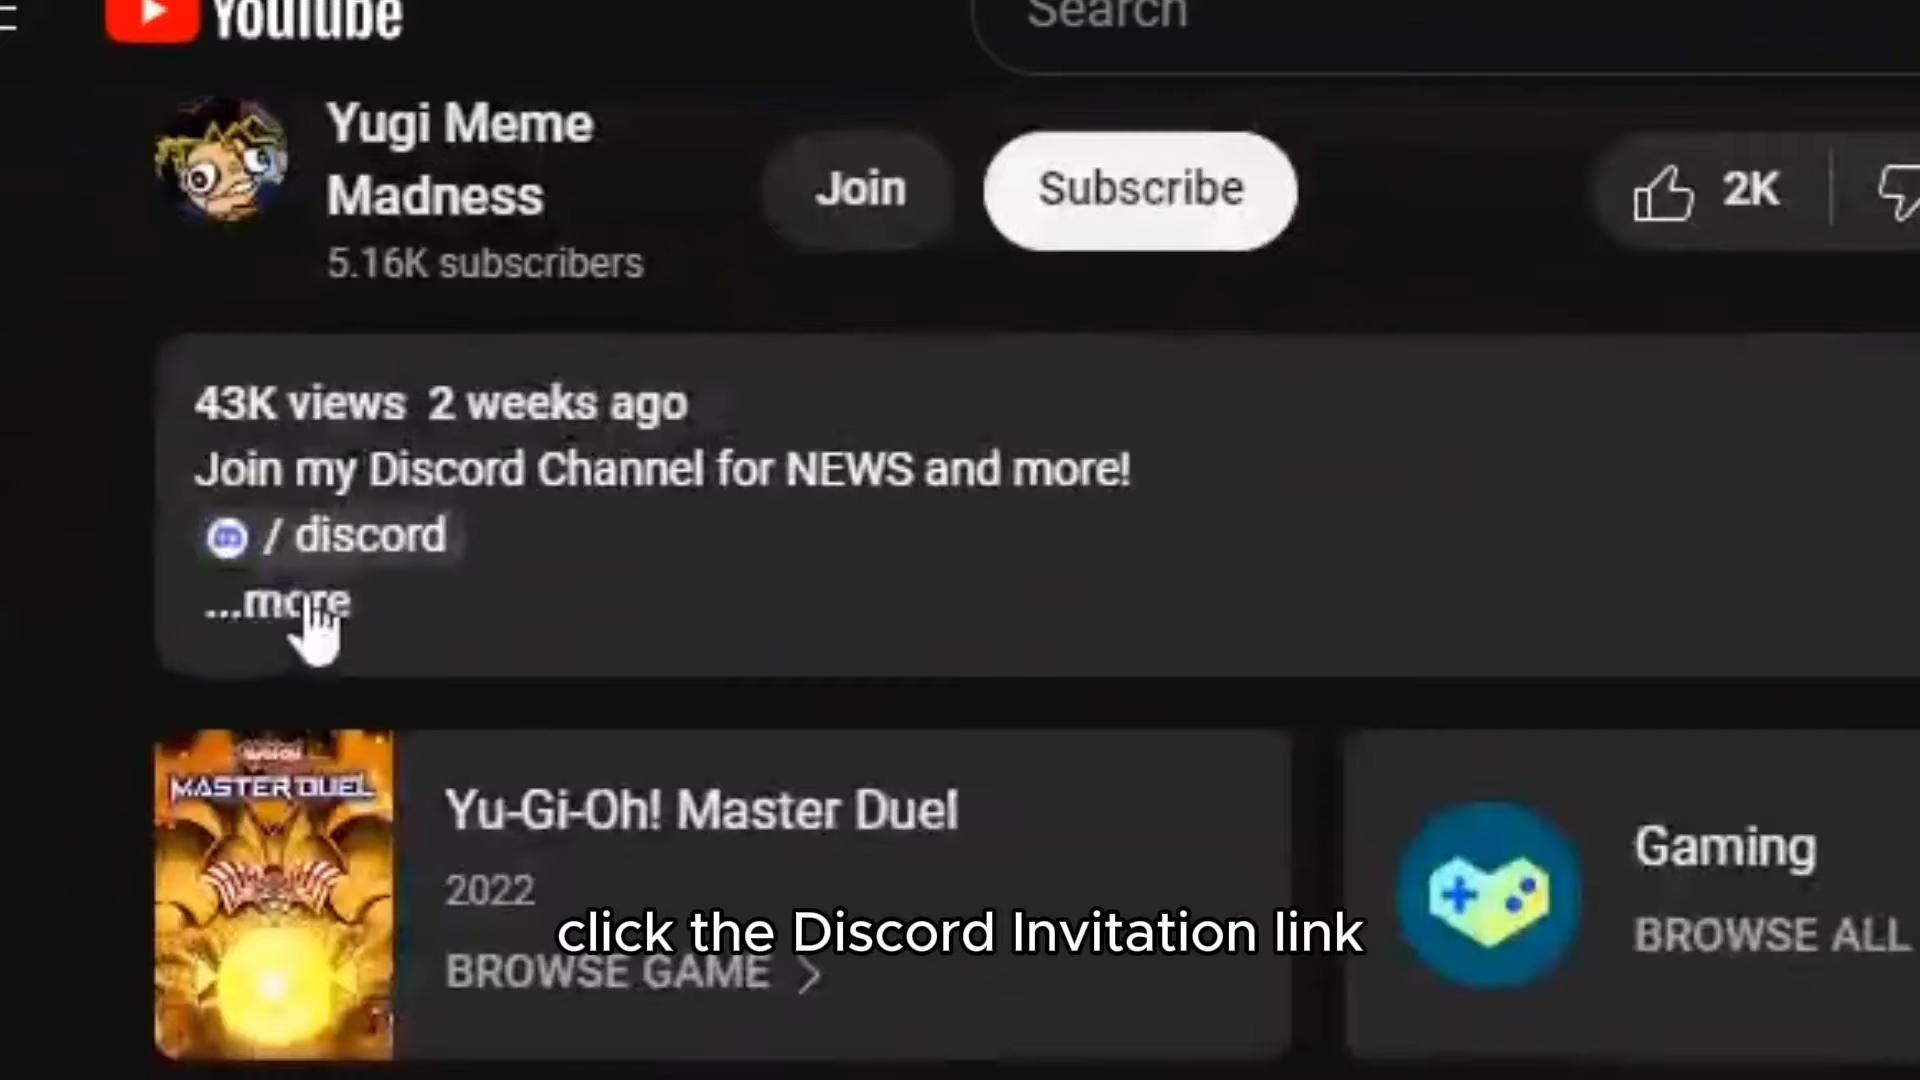 YouTube
Search
Yugi Meme
Madness
5.16K subscribers
Join
Subscribe
2K
43K views 2 weeks ago
Join my Discord Channel for NEWS and more!
/ discord
...more
MASTER DUEL
Yu-Gi-Oh! Master Duel
2022
BROWSE GAME
Gaming
BROWSE ALL
click the Discord Invitation link